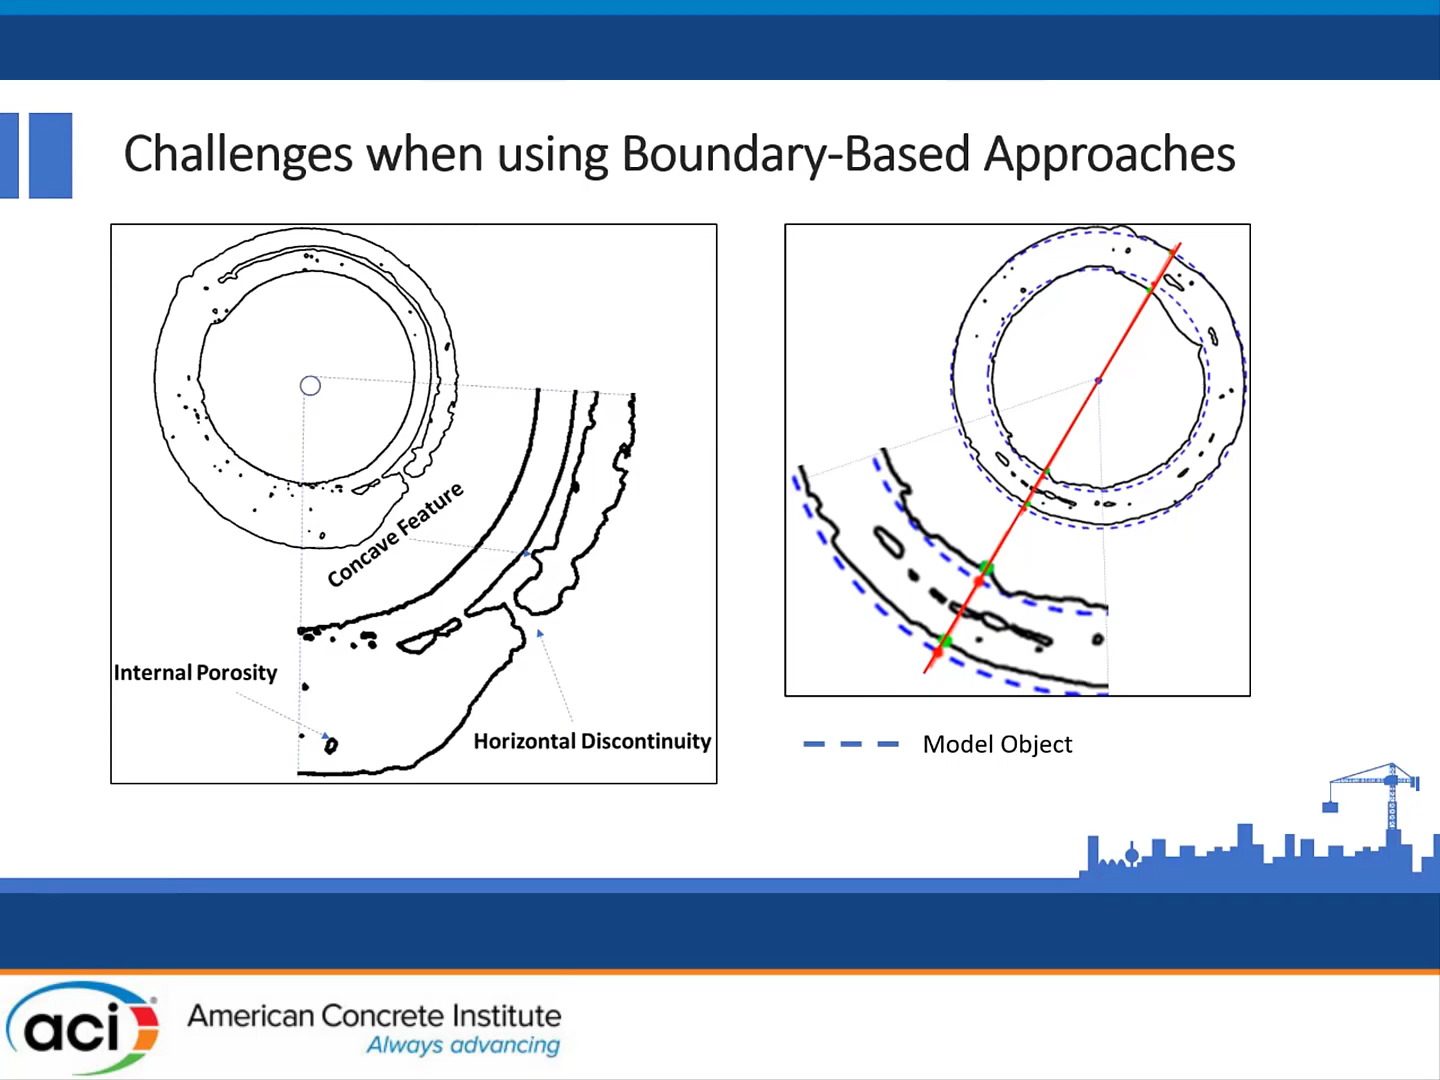 Challenges when using Boundary-Based Approaches
Concave Feature
Internal Porosity
Horizontal Discontinuity
Model Object
aci
American Concrete Institute
Always advancing